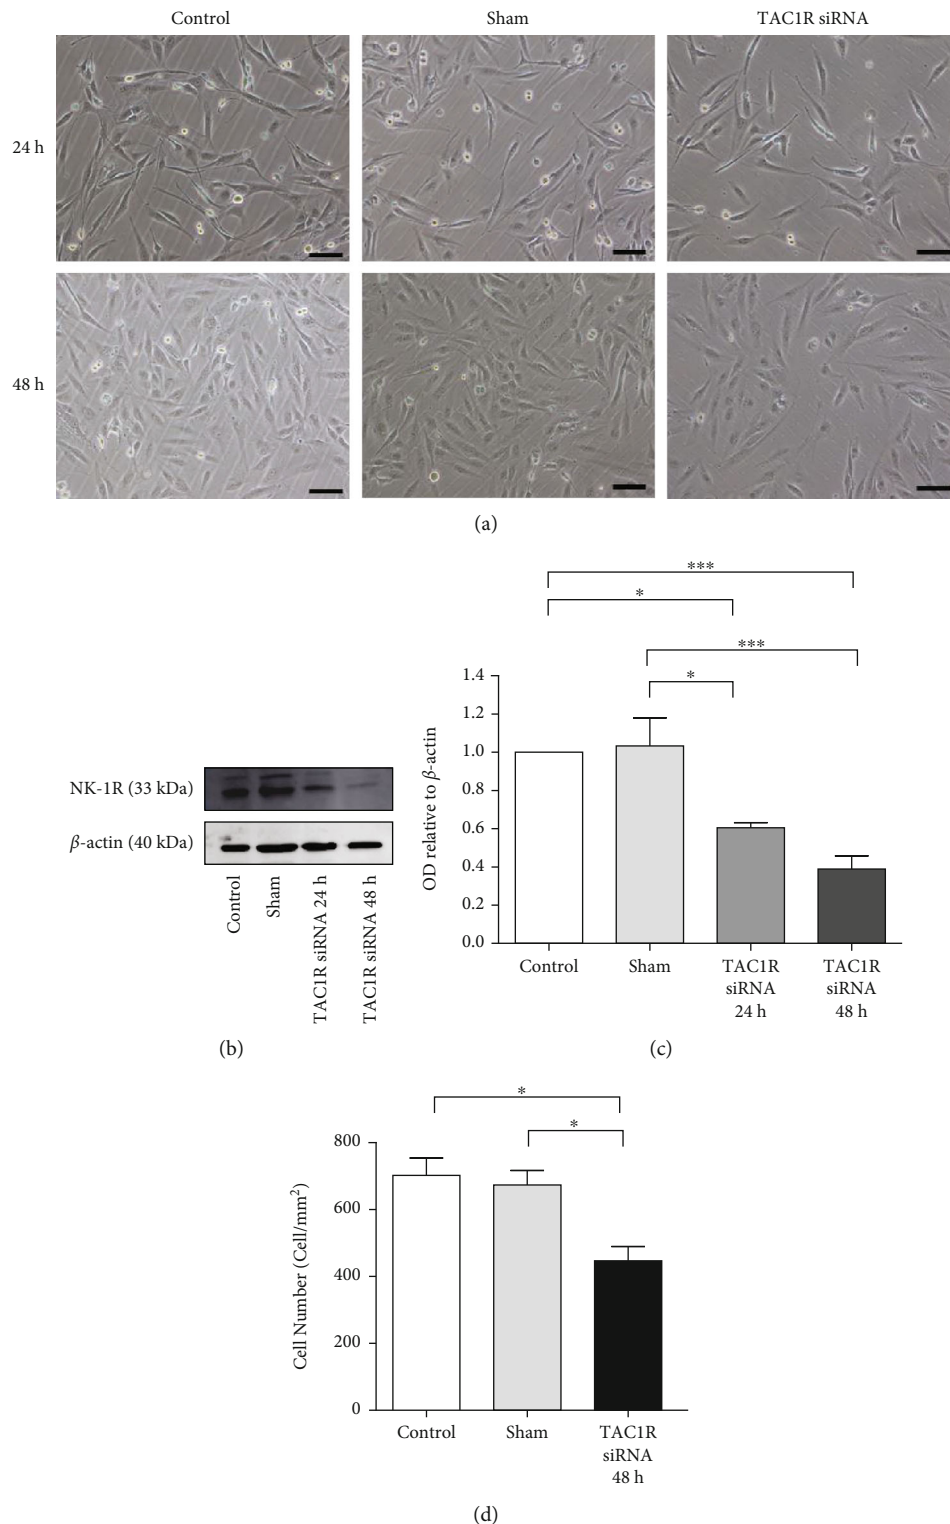 Control Sham TAC1R siRNA
24 h
48 h
(a)
NK-1R (33 kDa)
β-actin (40 kDa)
Control
Sham
TAC1R siRNA 24 h
TAC1R siRNA 48 h
(b)
***
*
***
*
OD relative to β-actin
1.4
1.2
1.0
0.8
0.6
0.4
0.2
0.0
Control Sham TAC1R TAC1R
siRNA siRNA
24 h 48 h
(c)
*
*
Cell Number (Cell/mm²)
800
600
400
200
0
Control Sham TAC1R
siRNA
48 h
(d)